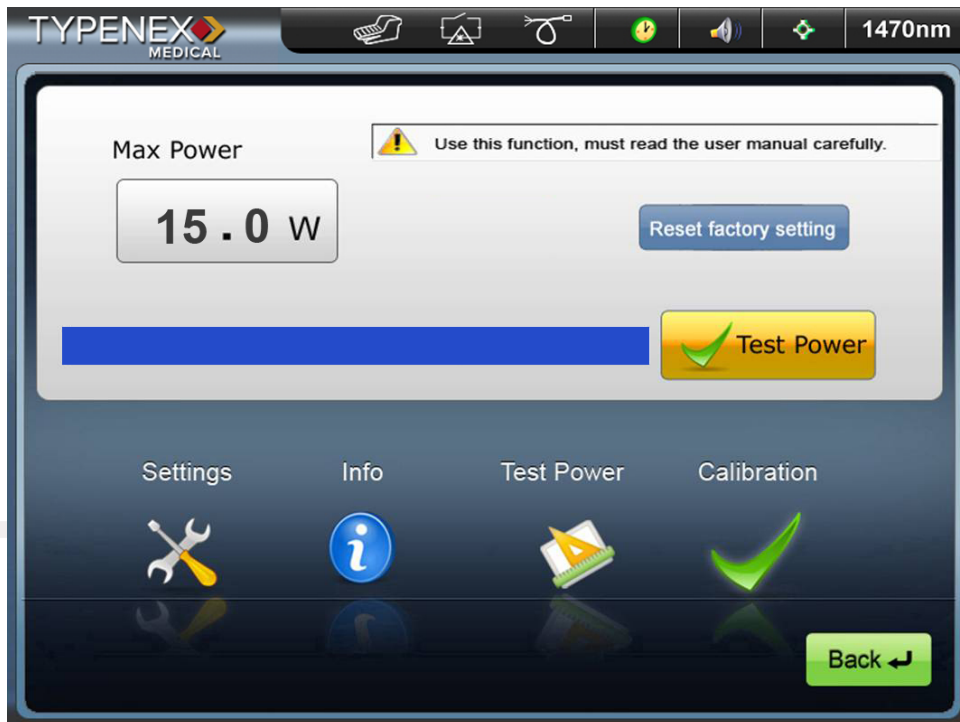 TYPENEX
MEDICAL
1470nm
Max Power
Use this function, must read the user manual carefully.
15.0 W
Reset factory setting
Test Power
Settings
Info
Test Power
Calibration
Back